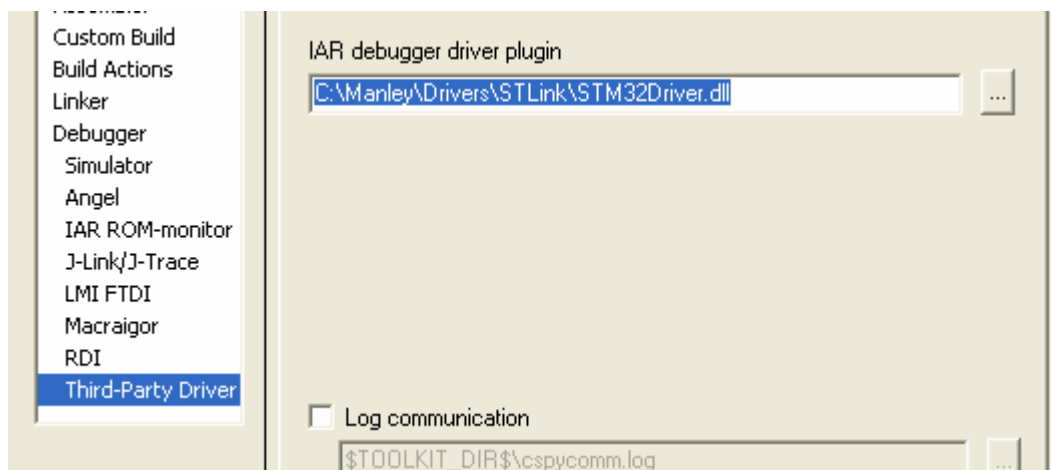 Custom Build
Build Actions
Linker
Debugger
Simulator
Angel
IAR ROM-monitor
J-Link/J-Trace
LMI FTDI
Macraigor
RDI
Third-Party Driver
IAR debugger driver plugin
C:\Manley\Drivers\STLink\STM32Driver.dll
...
Log communication
$TOOLKIT_DIR$\cspycomm.log
...